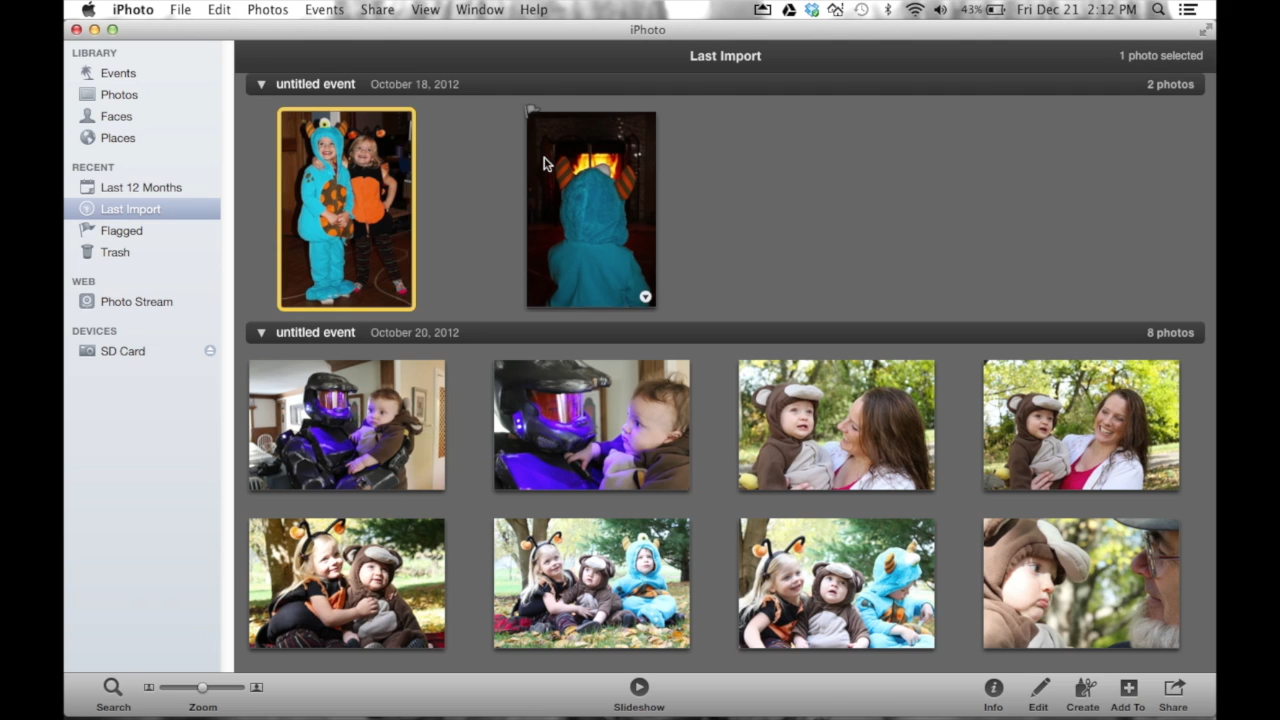 iPhoto File Edit Photos Events Share View Window Help 43% Fri Dec 21 2:12 PM
iPhoto
LIBRARY
Events
Photos
Faces
Places
RECENT
Last 12 Months
Last Import
Flagged
Trash
WEB
Photo Stream
DEVICES
SD Card
Last Import 1 photo selected
untitled event October 18, 2012 2 photos
untitled event October 20, 2012 8 photos
Search Zoom Slideshow Info Edit Create Add To Share